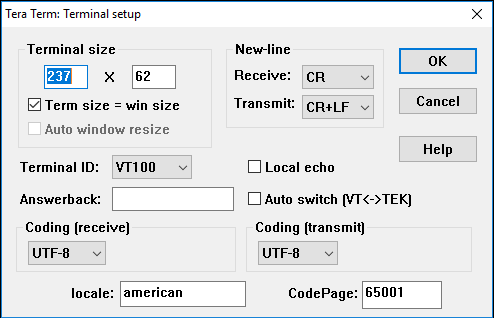 Tera Term: Terminal setup
Terminal size
237 X 62
Term size = win size
Auto window resize
New-line
Receive: CR
Transmit: CR+LF
OK
Cancel
Help
Terminal ID: VT100
Local echo
Answerback:
Auto switch (VT<->TEK)
Coding (receive)
UTF-8
Coding (transmit)
UTF-8
locale: american
CodePage: 65001